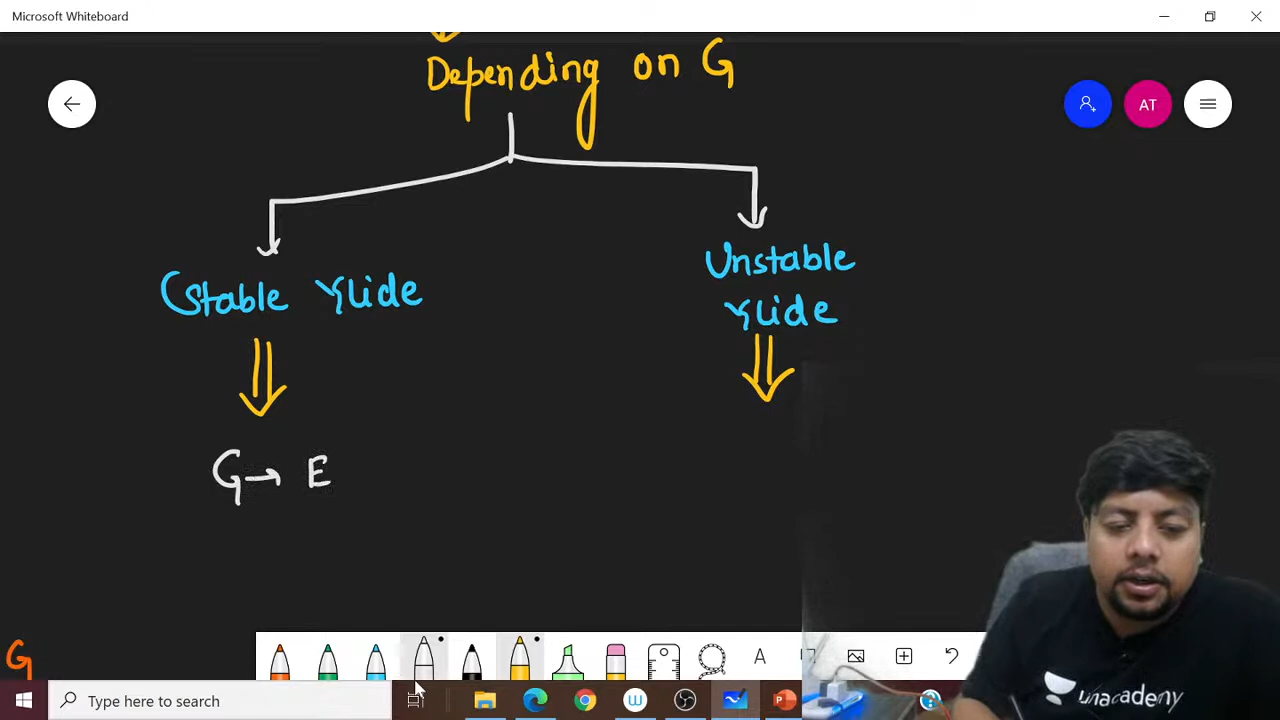 Microsoft Whiteboard
Depending on G
AT
Stable Ylide
Unstable
Ylide
G → E
G
A
Type here to search
unacademy